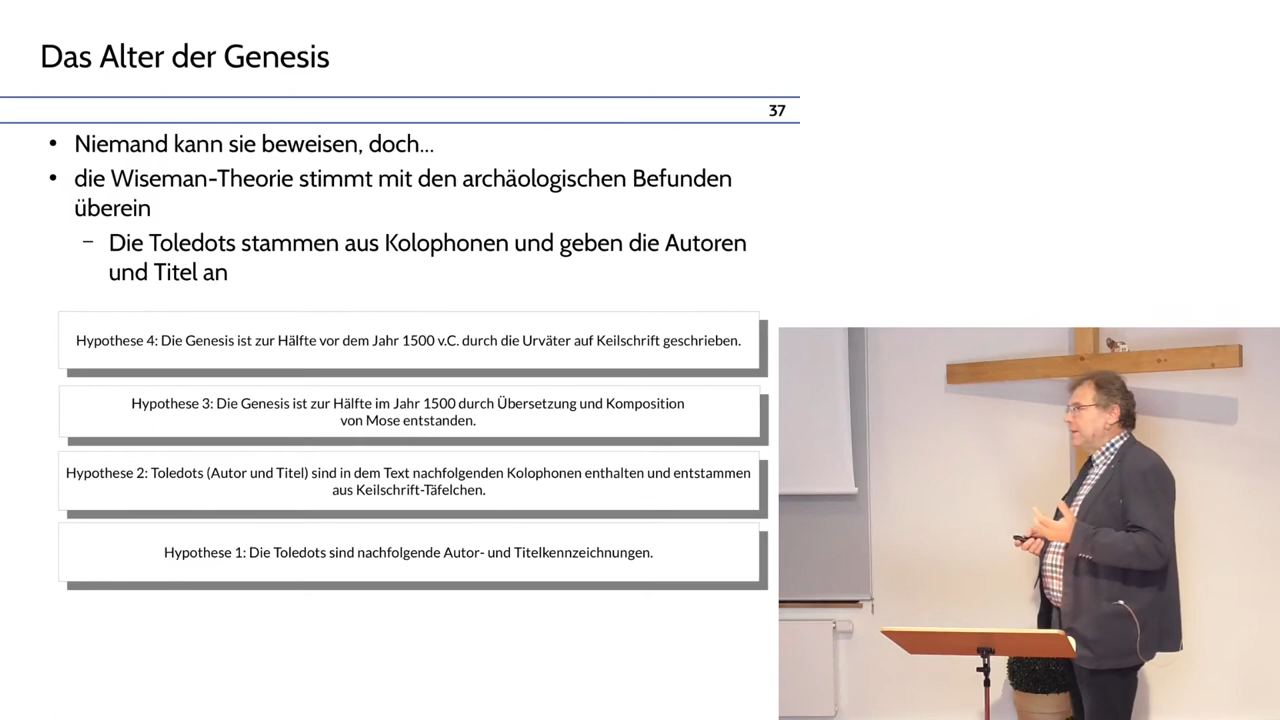 Das Alter der Genesis
37
• Niemand kann sie beweisen, doch...
• die Wiseman-Theorie stimmt mit den archäologischen Befunden
überein
– Die Toledots stammen aus Kolophonen und geben die Autoren
und Titel an
Hypothese 4: Die Genesis ist zur Hälfte vor dem Jahr 1500 v.C. durch die Urväter auf Keilschrift geschrieben.
Hypothese 3: Die Genesis ist zur Hälfte im Jahr 1500 durch Übersetzung und Komposition
von Mose entstanden.
Hypothese 2: Toledots (Autor und Titel) sind in dem Text nachfolgenden Kolophonen enthalten und entstammen
aus Keilschrift-Täfelchen.
Hypothese 1: Die Toledots sind nachfolgende Autor- und Titelkennzeichnungen.